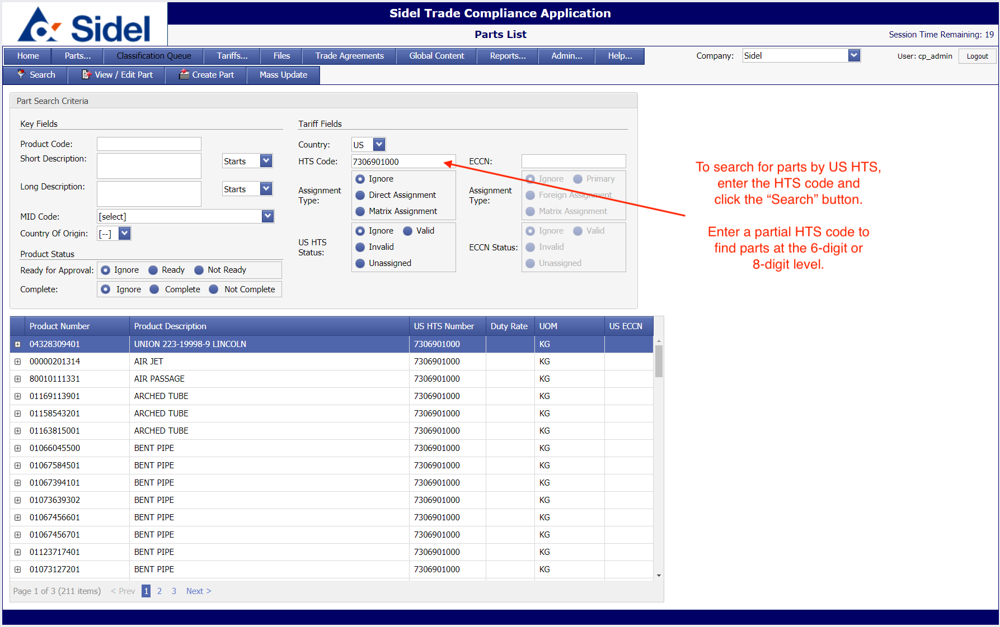 Sidel
Sidel Trade Compliance Application
Parts List
Session Time Remaining: 19
Home Parts... Classification Queue Tariffs... Files Trade Agreements Global Content Reports... Admin... Help... Company: Sidel User: cp_admin Logout
Search View / Edit Part Create Part Mass Update
Part Search Criteria
Key Fields
Product Code:
Short Description: Starts
Long Description: Starts
MID Code: [select]
Country Of Origin: [--]
Product Status
Ready for Approval: Ignore Ready Not Ready
Complete: Ignore Complete Not Complete
Tariff Fields
Country: US
HTS Code: 7306901000
Assignment Type: Ignore
Direct Assignment
Matrix Assignment
US HTS Status: Ignore Valid
Invalid
Unassigned
ECCN:
Assignment Type: Ignore Primary
Foreign Assignment
Matrix Assignment
ECCN Status: Ignore Valid
Invalid
Unassigned
To search for parts by US HTS,
enter the HTS code and
click the “Search” button.
Enter a partial HTS code to
find parts at the 6-digit or
8-digit level.
Product Number Product Description US HTS Number Duty Rate UOM US ECCN
04328309401 UNION 223-19998-9 LINCOLN 7306901000 KG
00000201314 AIR JET 7306901000 KG
80010111331 AIR PASSAGE 7306901000 KG
01169113901 ARCHED TUBE 7306901000 KG
01158543201 ARCHED TUBE 7306901000 KG
01163815001 ARCHED TUBE 7306901000 KG
01066045500 BENT PIPE 7306901000 KG
01067584501 BENT PIPE 7306901000 KG
01067394101 BENT PIPE 7306901000 KG
01073639302 BENT PIPE 7306901000 KG
01067456601 BENT PIPE 7306901000 KG
01067456701 BENT PIPE 7306901000 KG
01123717401 BENT PIPE 7306901000 KG
01073127201 BENT PIPE 7306901000 KG
Page 1 of 3 (211 items) < Prev 1 2 3 Next >